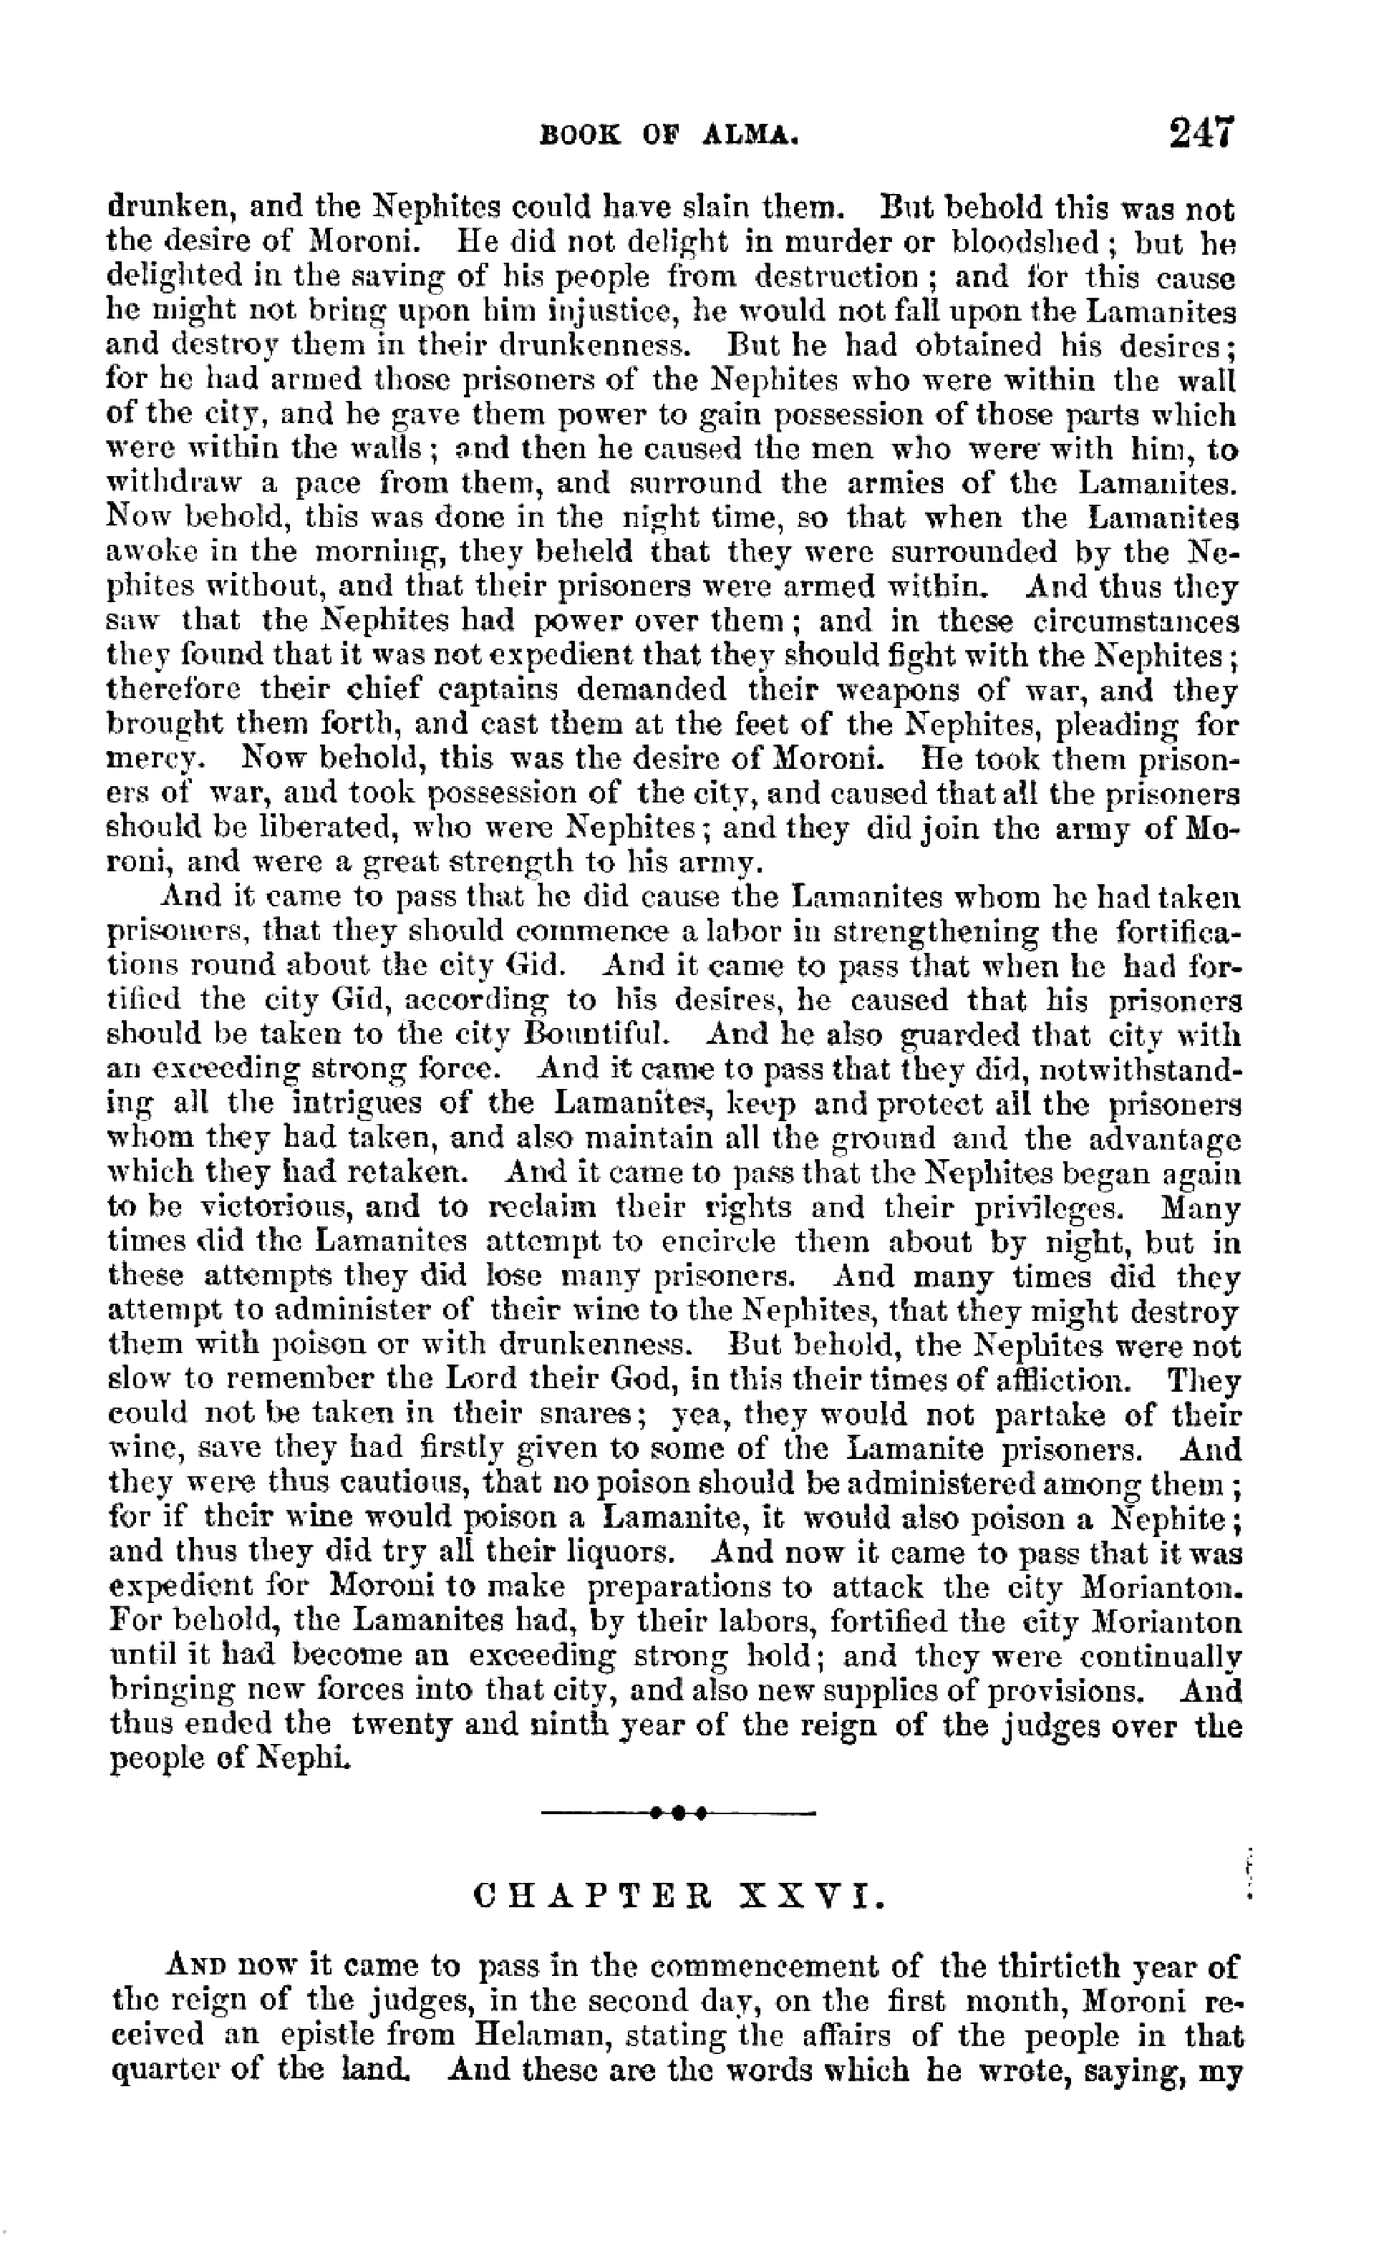 BOOK OF ALMA. 247
drunken, and the Nephites could have slain them. But behold this was not
the desire of Moroni. He did not delight in murder or bloodshed; but he
delighted in the saving of his people from destruction; and for this cause
he might not bring upon him injustice, he would not fall upon the Lamanites
and destroy them in their drunkenness. But he had obtained his desires;
for he had armed those prisoners of the Nephites who were within the wall
of the city, and he gave them power to gain possession of those parts which
were within the walls; and then he caused the men who were with him, to
withdraw a pace from them, and surround the armies of the Lamanites.
Now behold, this was done in the night time, so that when the Lamanites
awoke in the morning, they beheld that they were surrounded by the Ne-
phites without, and that their prisoners were armed within. And thus they
saw that the Nephites had power over them; and in these circumstances
they found that it was not expedient that they should fight with the Nephites;
therefore their chief captains demanded their weapons of war, and they
brought them forth, and cast them at the feet of the Nephites, pleading for
mercy. Now behold, this was the desire of Moroni. He took them prison-
ers of war, and took possession of the city, and caused that all the prisoners
should be liberated, who were Nephites; and they did join the army of Mo-
roni, and were a great strength to his army.
And it came to pass that he did cause the Lamanites whom he had taken
prisoners, that they should commence a labor in strengthening the fortifica-
tions round about the city Gid. And it came to pass that when he had for-
tified the city Gid, according to his desires, he caused that his prisoners
should be taken to the city Bountiful. And he also guarded that city with
an exceeding strong force. And it came to pass that they did, notwithstand-
ing all the intrigues of the Lamanites, keep and protect all the prisoners
whom they had taken, and also maintain all the ground and the advantage
which they had retaken. And it came to pass that the Nephites began again
to be victorious, and to reclaim their rights and their privileges. Many
times did the Lamanites attempt to encircle them about by night, but in
these attempts they did lose many prisoners. And many times did they
attempt to administer of their wine to the Nephites, that they might destroy
them with poison or with drunkenness. But behold, the Nephites were not
slow to remember the Lord their God, in this their times of affliction. They
could not be taken in their snares; yea, they would not partake of their
wine, save they had firstly given to some of the Lamanite prisoners. And
they were thus cautious, that no poison should be administered among them;
for if their wine would poison a Lamanite, it would also poison a Nephite;
and thus they did try all their liquors. And now it came to pass that it was
expedient for Moroni to make preparations to attack the city Morianton.
For behold, the Lamanites had, by their labors, fortified the city Morianton
until it had become an exceeding strong hold; and they were continually
bringing new forces into that city, and also new supplies of provisions. And
thus ended the twenty and ninth year of the reign of the judges over the
people of Nephi.
CHAPTER XXVI.
AND now it came to pass in the commencement of the thirtieth year of
the reign of the judges, in the second day, on the first month, Moroni re-
ceived an epistle from Helaman, stating the affairs of the people in that
quarter of the land. And these are the words which he wrote, saying, my